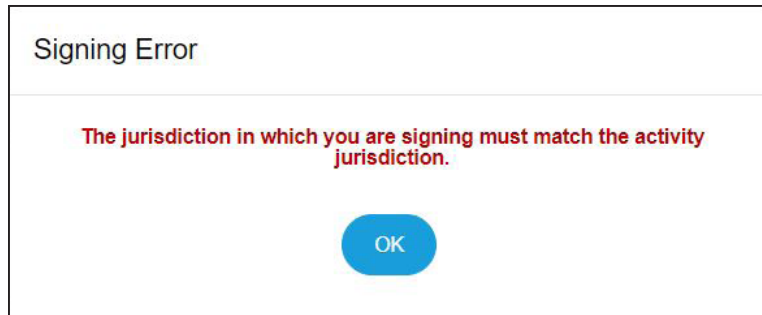 Signing Error
The jurisdiction in which you are signing must match the activity
jurisdiction.
OK